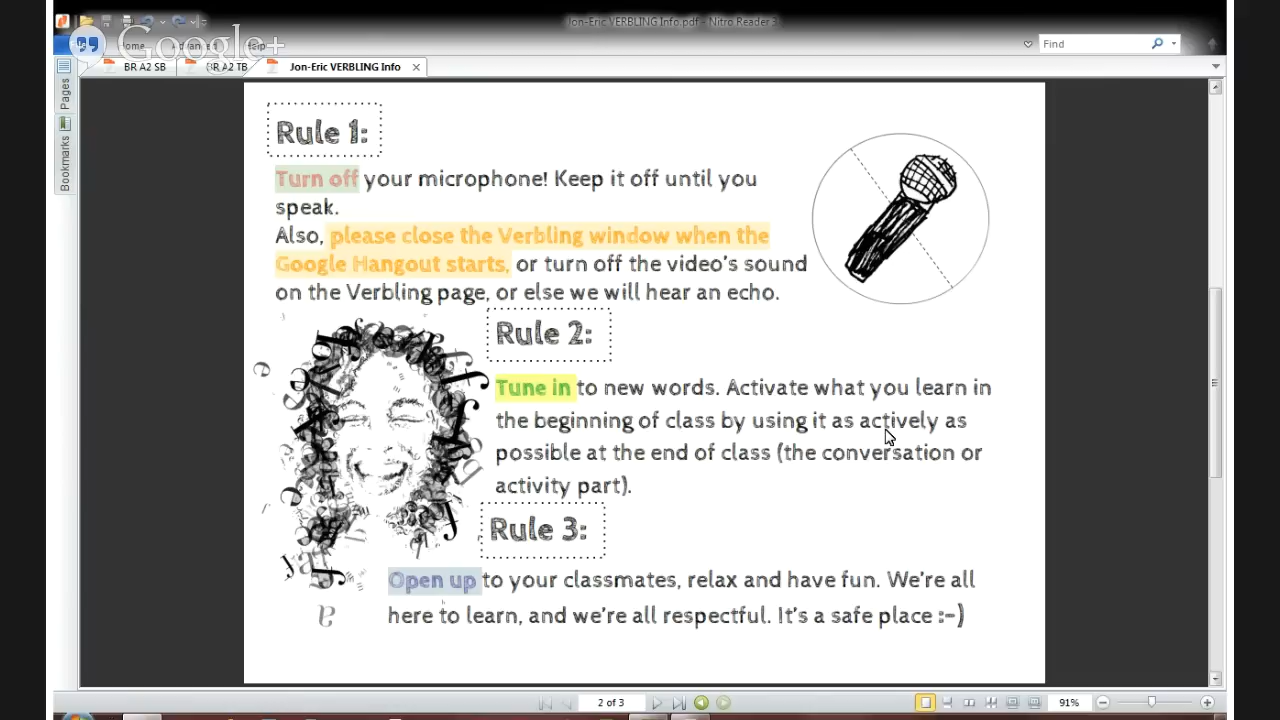 Jon-Eric VERBLING Info.pdf - Nitro Reader 3
Google+
File Home Advanced Help
Find
BR A2 SB
BR A2 TB
Jon-Eric VERBLING Info
Pages
Bookmarks
Rule 1:
Turn off your microphone! Keep it off until you
speak.
Also, please close the Verbling window when the
Google Hangout starts, or turn off the video's sound
on the Verbling page, or else we will hear an echo.
Rule 2:
Tune in to new words. Activate what you learn in
the beginning of class by using it as actively as
possible at the end of class (the conversation or
activity part).
Rule 3:
Open up to your classmates, relax and have fun. We're all
here to learn, and we're all respectful. It's a safe place :-)
2 of 3
91%